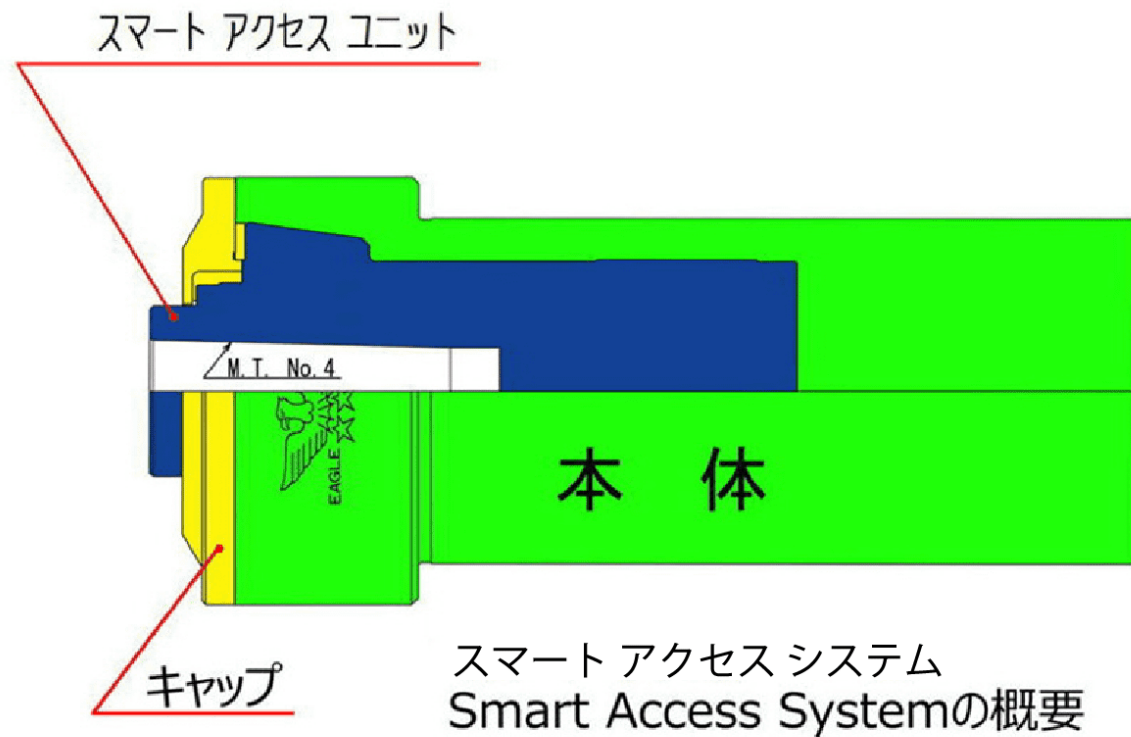 スマート アクセス ユニット
M.T. No.4
EAGLE
本 体
キャップ
スマート アクセス システム
Smart Access Systemの概要